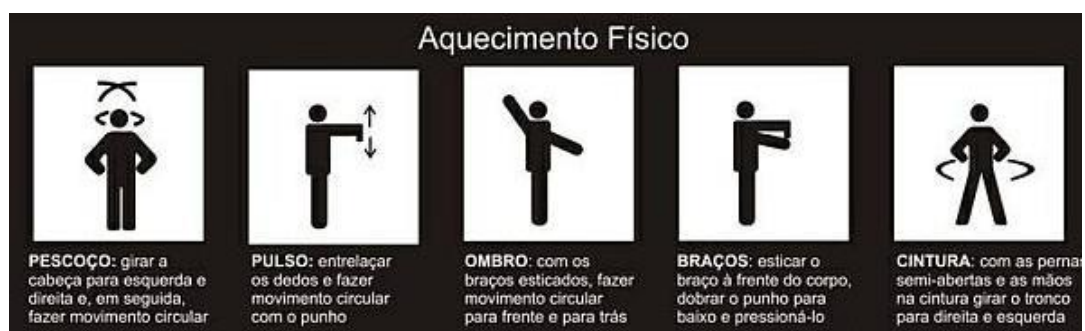 Aquecimento Físico
PESCOÇO: girar a
cabeça para esquerda e
direita e, em seguida,
fazer movimento circular
PULSO: entrelaçar
os dedos e fazer
movimento circular
com o punho
OMBRO: com os
braços esticados, fazer
movimento circular
para frente e para trás
BRAÇOS: esticar o
braço à frente do corpo,
dobrar o punho para
baixo e pressioná-lo
CINTURA: com as pernas
semi-abertas e as mãos
na cintura girar o tronco
para direita e esquerda